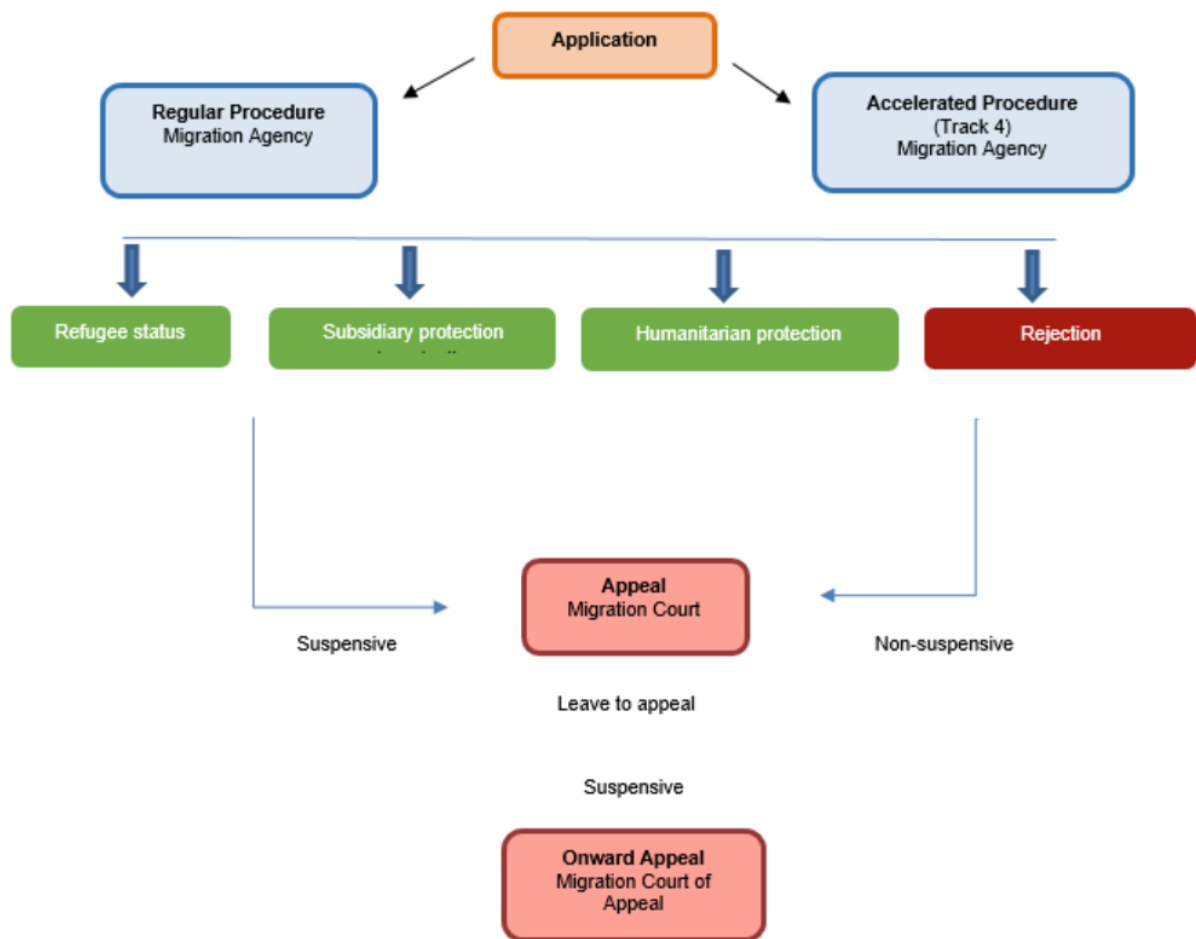 Application
Regular Procedure
Migration Agency
Accelerated Procedure
(Track 4)
Migration Agency
Refugee status
Subsidiary protection
Humanitarian protection
Rejection
Appeal
Migration Court
Suspensive
Non-suspensive
Leave to appeal
Suspensive
Onward Appeal
Migration Court of
Appeal